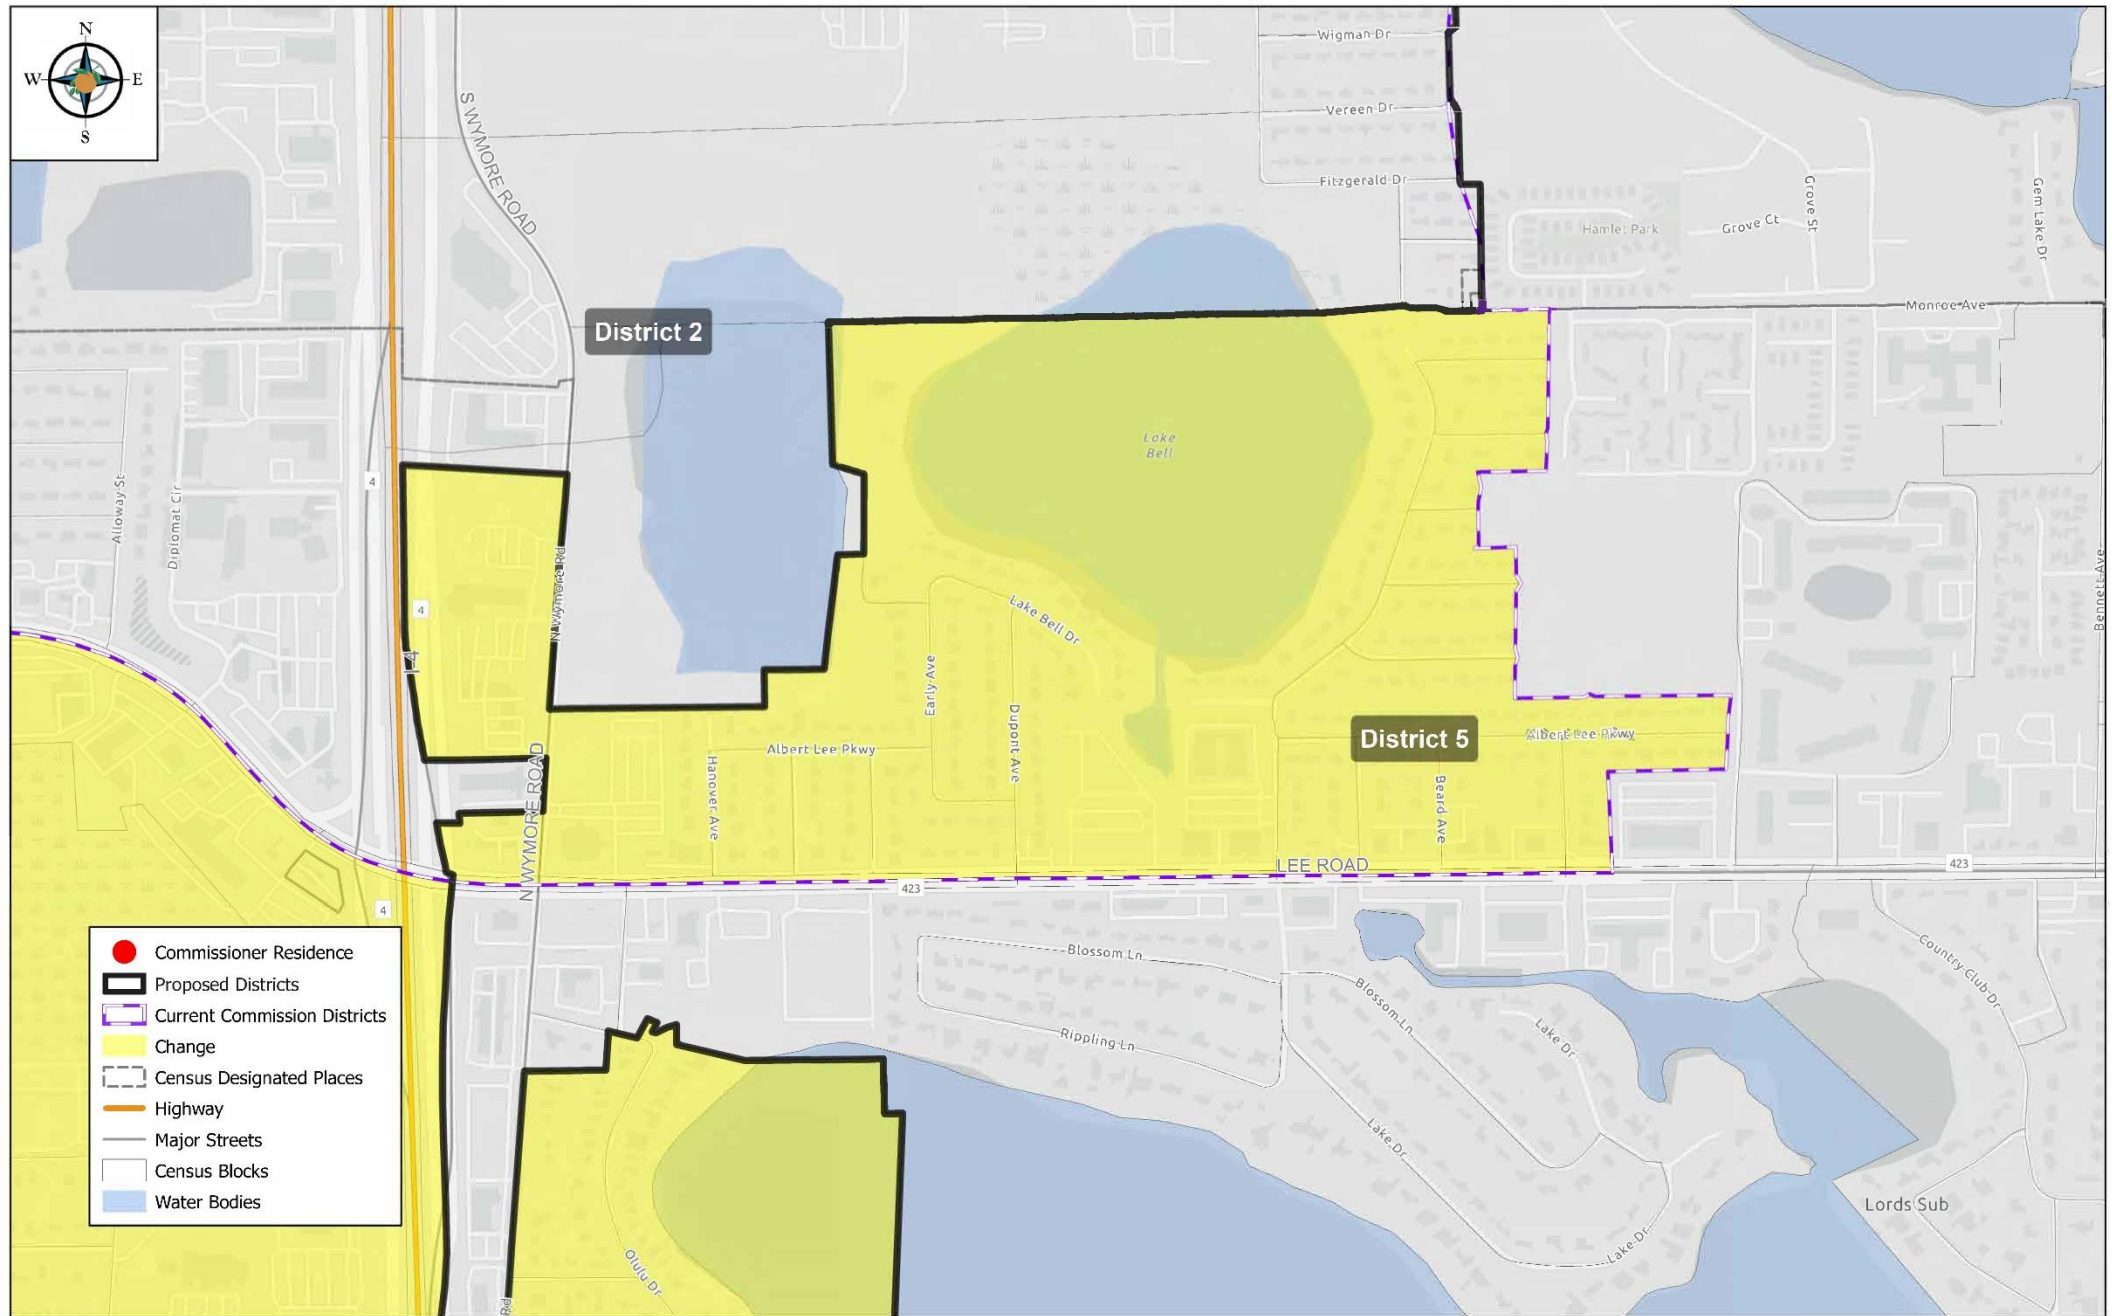 N
W
E
S
Wigman Dr
Vereen Dr
Fitzgerald Dr
S WYMORE ROAD
Hamlet Park
Grove Ct
Grove St
Gem Lake Dr
Monroe Ave
District 2
Lake
Bell
4
Alloway St
Diplomat Cir
N Wymore Rd
4
I-4
Lake Bell Dr
Early Ave
Dupont Ave
Bennett Ave
District 5
Albert Lee Pkwy
Albert Lee Pkwy
Hanover Ave
Beard Ave
N WYMORE ROAD
LEE ROAD
423
423
4
Blossom Ln
Blossom Ln
Rippling Ln
Lake Dr
Lake Dr
Lake Dr
Country Club Dr
Lords Sub
Olulu Dr
Rd
Commissioner Residence
Proposed Districts
Current Commission Districts
Change
Census Designated Places
Highway
Major Streets
Census Blocks
Water Bodies